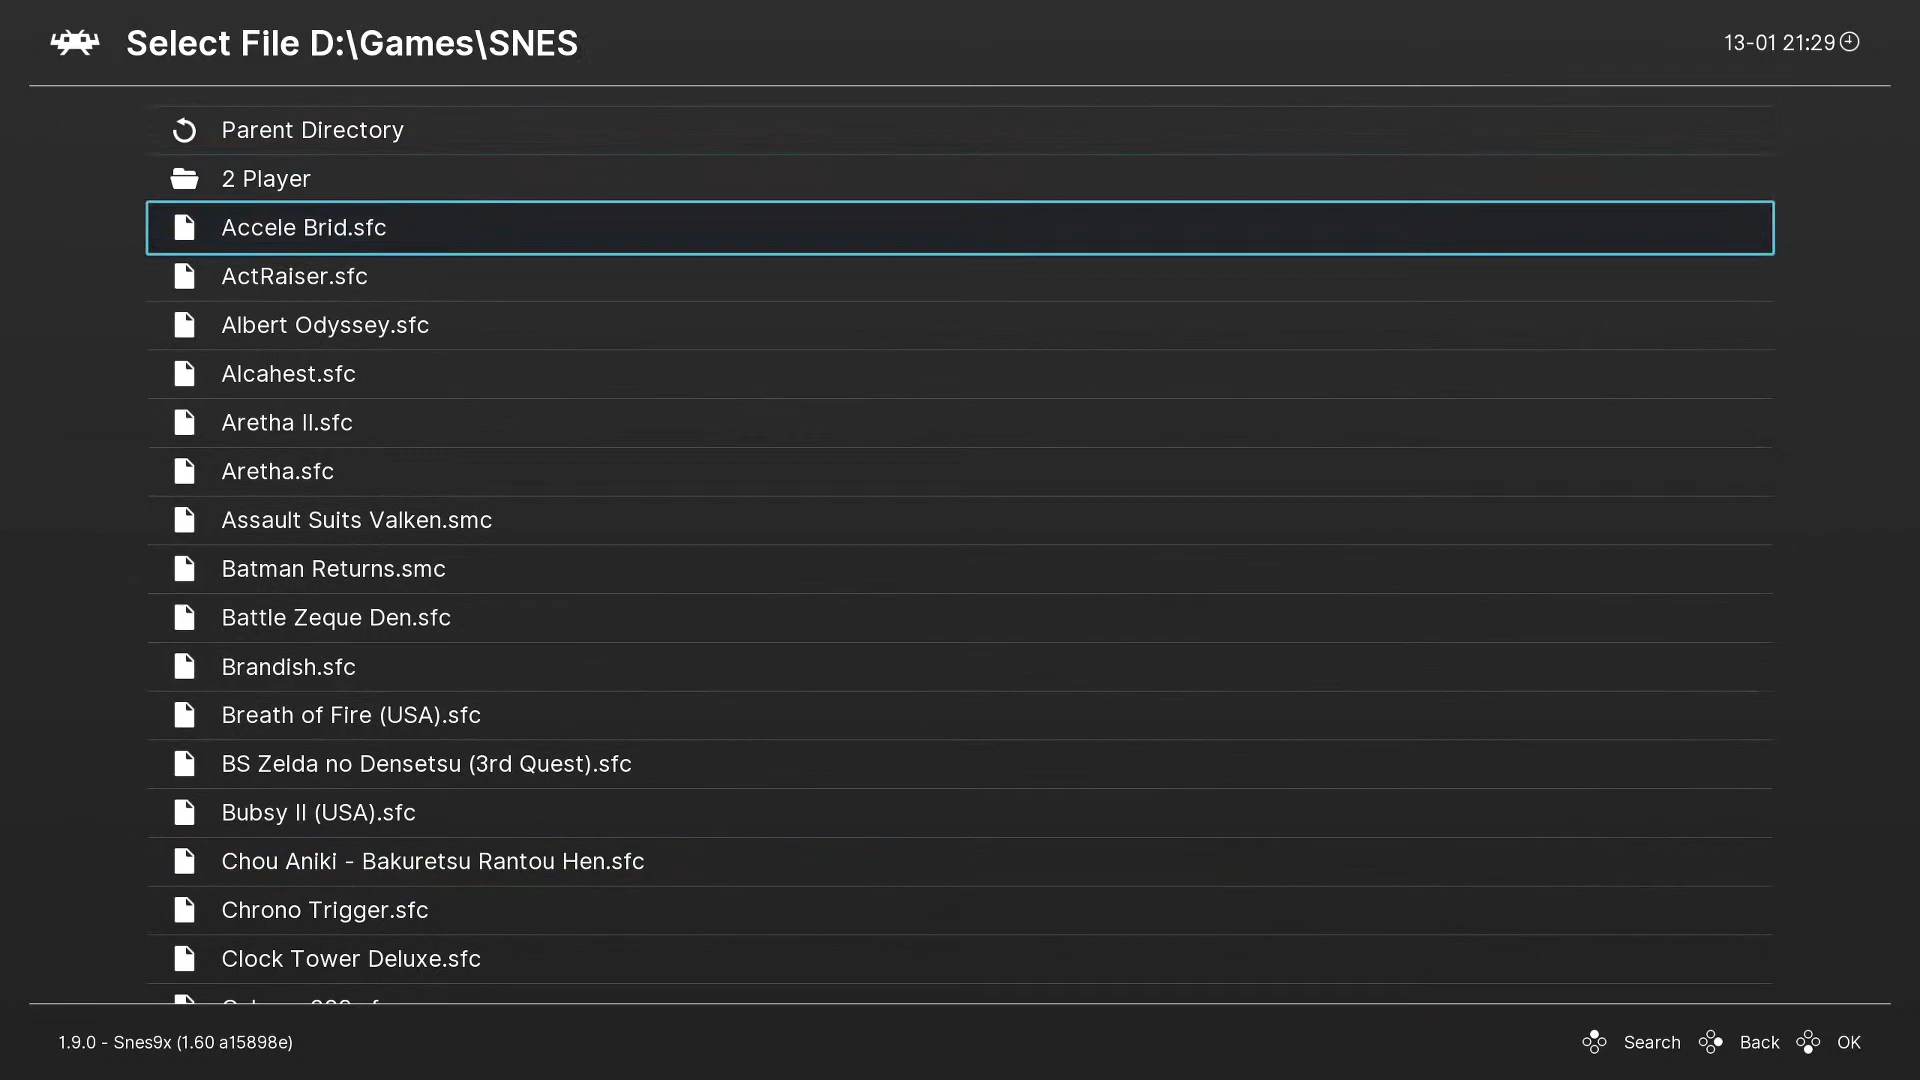 Select File D:\Games\SNES
13-01 21:29
Parent Directory
2 Player
Accele Brid.sfc
ActRaiser.sfc
Albert Odyssey.sfc
Alcahest.sfc
Aretha II.sfc
Aretha.sfc
Assault Suits Valken.smc
Batman Returns.smc
Battle Zeque Den.sfc
Brandish.sfc
Breath of Fire (USA).sfc
BS Zelda no Densetsu (3rd Quest).sfc
Bubsy II (USA).sfc
Chou Aniki - Bakuretsu Rantou Hen.sfc
Chrono Trigger.sfc
Clock Tower Deluxe.sfc
1.9.0 - Snes9x (1.60 a15898e)
Search Back OK